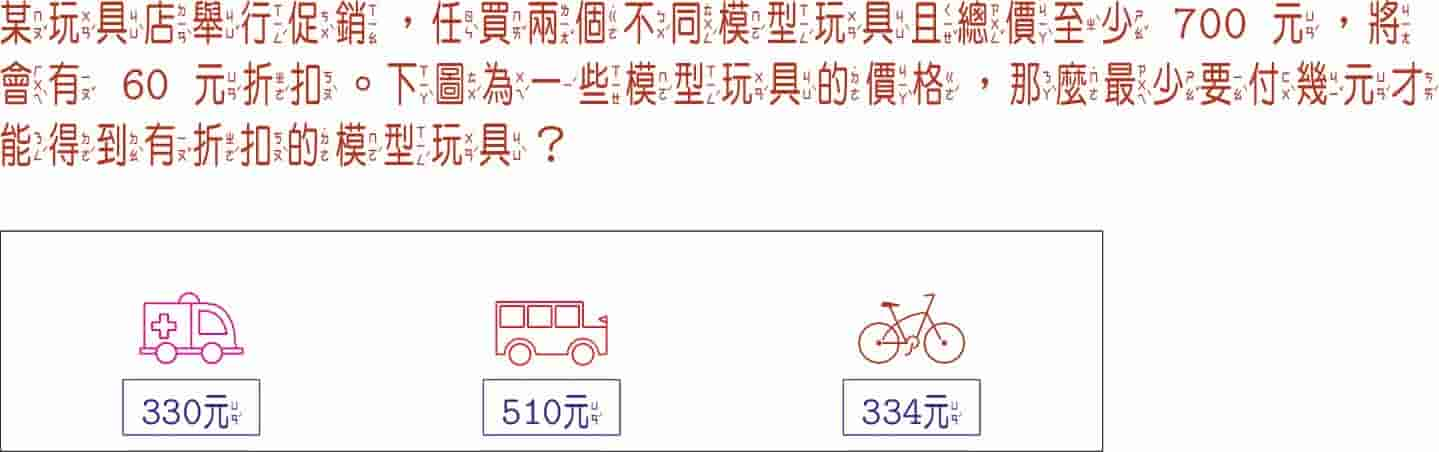 某玩具店舉行促銷，任買兩個不同模型玩具且總價至少 700 元，將
會有 60 元折扣。下圖為一些模型玩具的價格，那麼最少要付幾元才
能得到有折扣的模型玩具？
330元 510元 334元